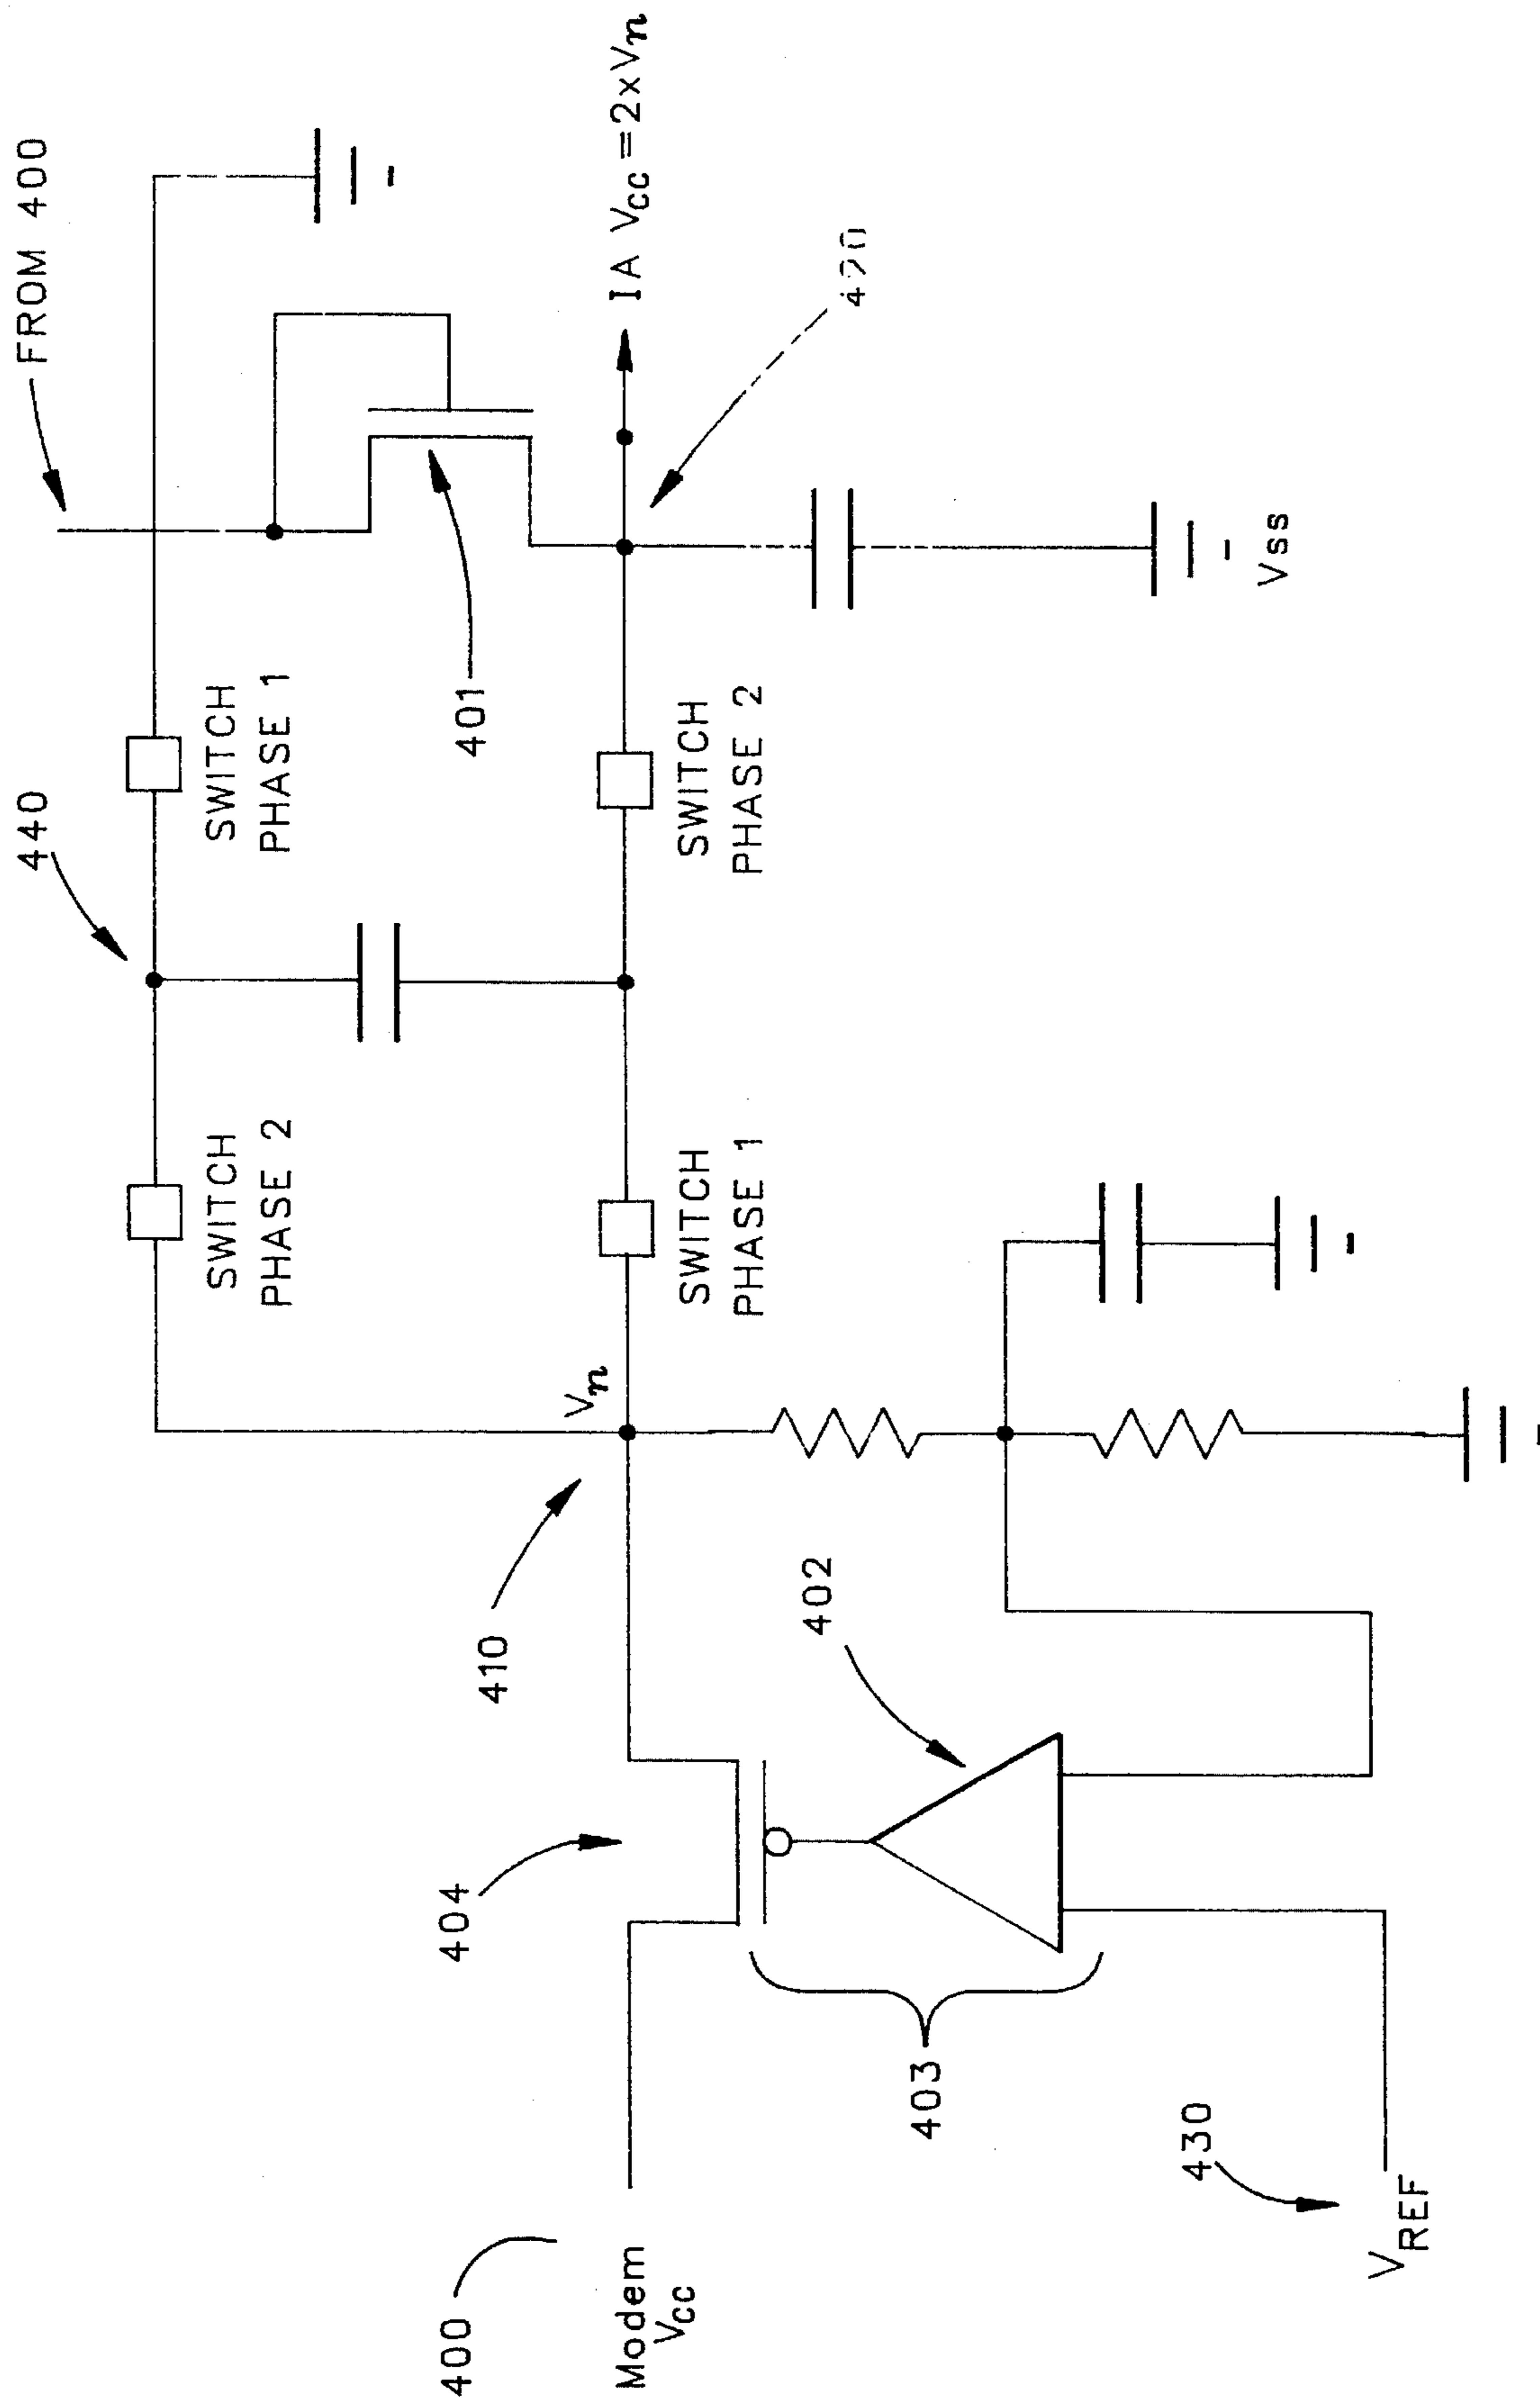 440
FROM 400
SWITCH
PHASE 2
SWITCH
PHASE 1
400
404
401
410
Vn
Modem
VCC
IA VCC=2xVn
SWITCH
PHASE 1
SWITCH
PHASE 2
402
420
403
430
Vss
VREF